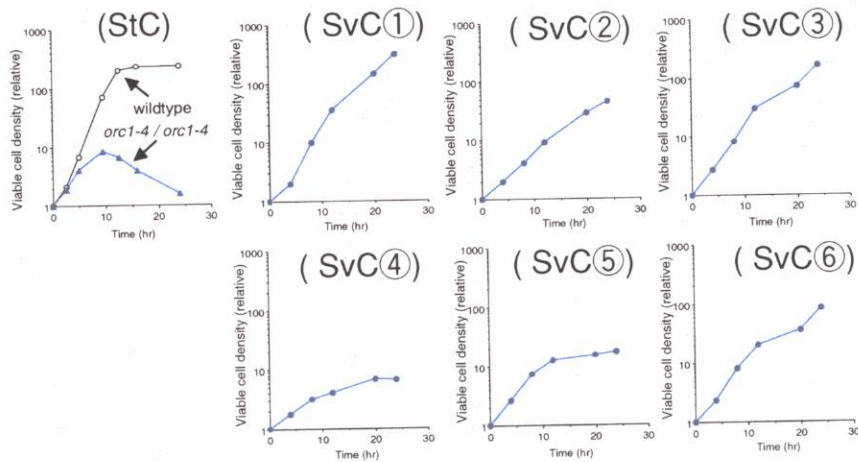 (StC)
Viable cell density (relative)
1000
100
10
1
wildtype
orc1-4 / orc1-4
0
10
20
30
Time (hr)
( SvC①)
Viable cell density (relative)
1000
100
10
1
0
10
20
30
Time (hr)
( SvC②)
Viable cell density (relative)
1000
100
10
1
0
10
20
30
Time (hr)
( SvC③)
Viable cell density (relative)
1000
100
10
1
0
10
20
30
Time (hr)
( SvC④)
Viable cell density (relative)
1000
100
10
1
0
10
20
30
Time (hr)
( SvC⑤)
Viable cell density (relative)
1000
100
10
1
0
10
20
30
Time (hr)
( SvC⑥)
Viable cell density (relative)
1000
100
10
1
0
10
20
30
Time (hr)